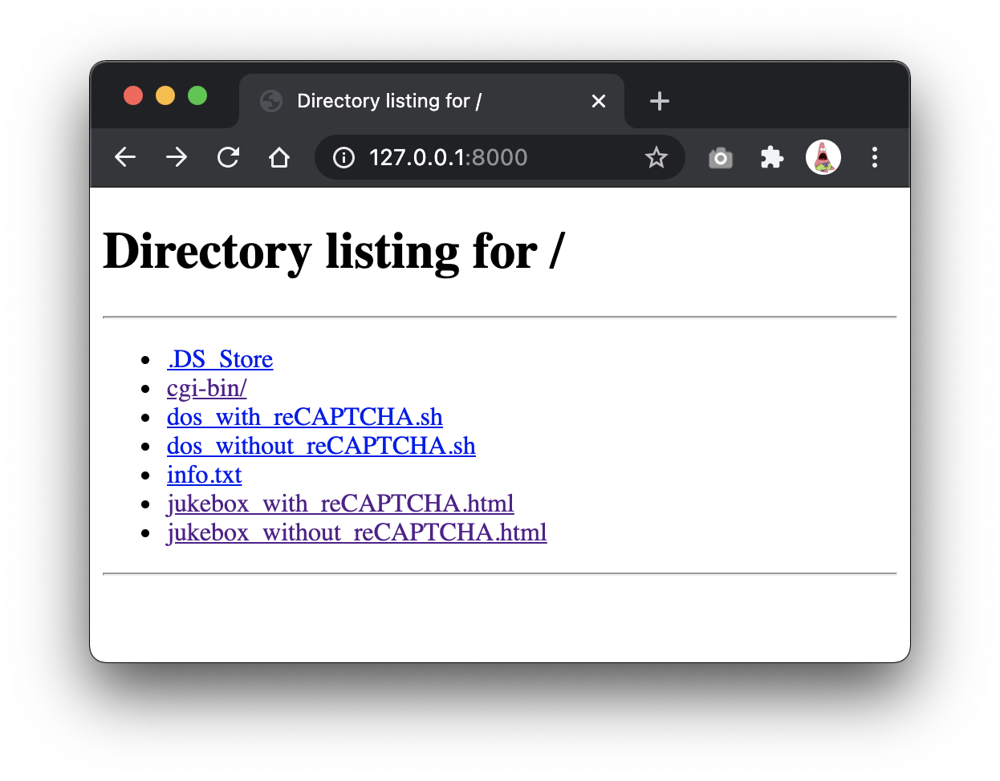 Directory listing for /
127.0.0.1:8000
Directory listing for /
.DS_Store
cgi-bin/
dos_with_reCAPTCHA.sh
dos_without_reCAPTCHA.sh
info.txt
jukebox_with_reCAPTCHA.html
jukebox_without_reCAPTCHA.html